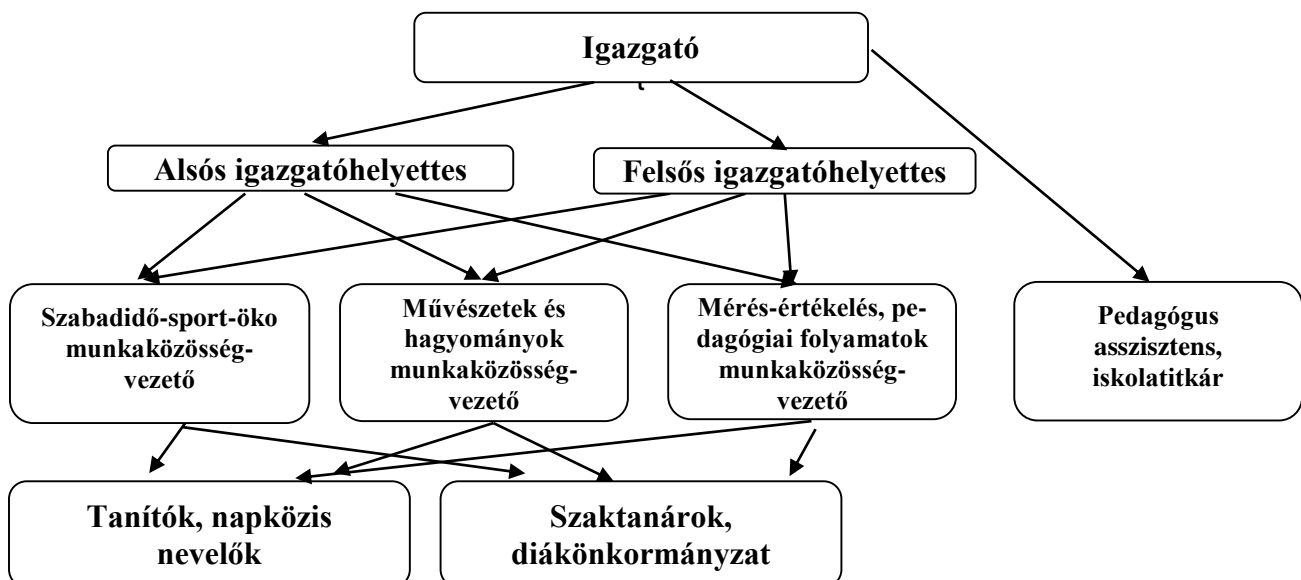 Igazgató
Alsós igazgatóhelyettes
Felsős igazgatóhelyettes
Szabadidő-sport-öko
munkaközösség-
vezető
Művészetek és
hagyományok
munkaközösség-
vezető
Mérés-értékelés, pe-
dagógiai folyamatok
munkaközösség-
vezető
Pedagógus
asszisztens,
iskolatitkár
Tanítók, napközis
nevelők
Szaktanárok,
diákönkormányzat